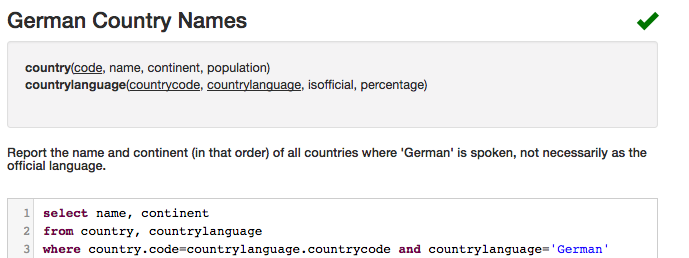 German Country Names
country(code, name, continent, population)
countrylanguage(countrycode, countrylanguage, isofficial, percentage)
Report the name and continent (in that order) of all countries where 'German' is spoken, not necessarily as the
official language.
1 select name, continent
2 from country, countrylanguage
3 where country.code=countrylanguage.countrycode and countrylanguage='German'